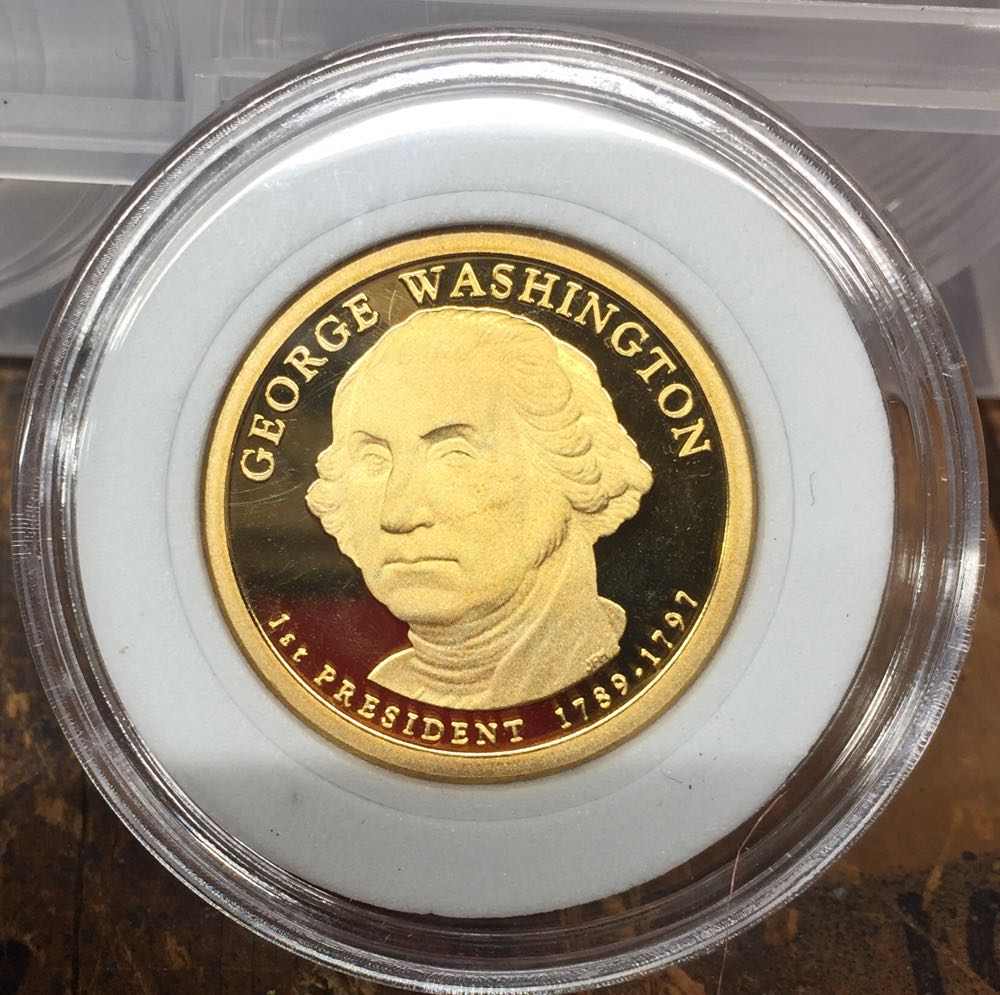 GEORGE WASHINGTON
1st PRESIDENT 1789·1797